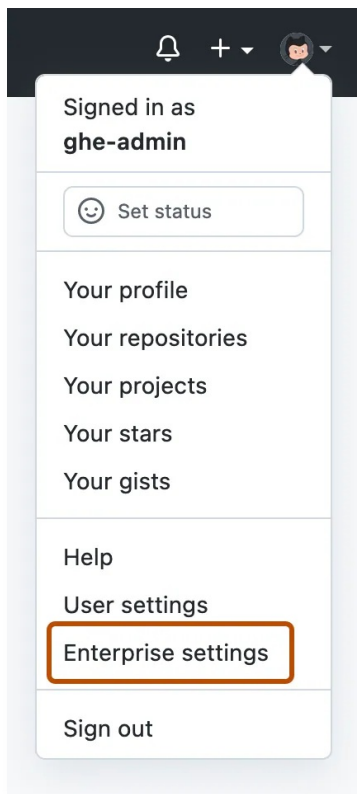 Signed in as
ghe-admin
Set status
Your profile
Your repositories
Your projects
Your stars
Your gists
Help
User settings
Enterprise settings
Sign out